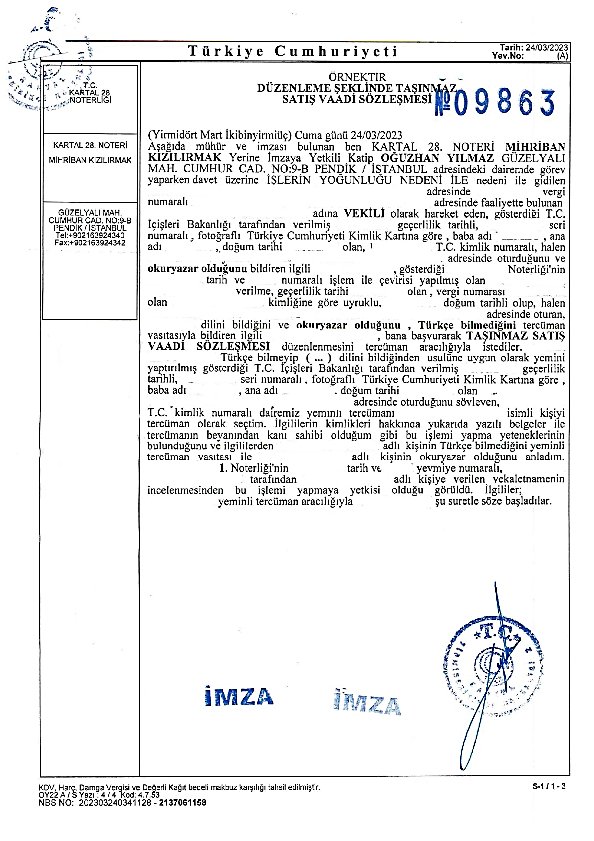 Türkiye Cumhuriyeti
Tarih: 24/03/2023
Yev.No: (A)
T.C.
KARTAL 28.
NOTERLİĞİ
KARTAL 28. NOTERİ
MİHRİBAN KIZILIRMAK
GÜZELYALI MAH.
CUMHUR CAD. NO:9-B
PENDİK / İSTANBUL
Tel:+902163924340
Fax:+902163924342
ÖRNEKTİR
DÜZENLEME ŞEKLİNDE TAŞINMAZ
SATIŞ VAADİ SÖZLEŞMESİ
№ 09863
(Yirmidört Mart İkibinyirmiüç) Cuma günü 24/03/2023
Aşağıda mühür ve imzası bulunan ben KARTAL 28. NOTERİ MİHRİBAN
KIZILIRMAK Yerine İmzaya Yetkili Katip OĞUZHAN YILMAZ GÜZELYALI
MAH. CUMHUR CAD. NO:9-B PENDİK / İSTANBUL adresindeki dairemde görev
yaparken davet üzerine İŞLERİN YOĞUNLUĞU NEDENİ İLE nedeni ile gidilen
adresinde vergi
numaralı adresinde faaliyette bulunan
adına VEKİLİ olarak hareket eden, gösterdiği T.C.
İçişleri Bakanlığı tarafından verilmiş geçerlilik tarihli, seri
numaralı, fotoğraflı Türkiye Cumhuriyeti Kimlik Kartına göre , baba adı , ana
adı , doğum tarihi olan, T.C. kimlik numaralı, halen
adresinde oturduğunu ve
okuryazar olduğunu bildiren ilgili , gösterdiği Noterliği'nin
tarih ve numaralı işlem ile çevirisi yapılmış olan
verilme, geçerlilik tarihi olan , vergi numarası
olan kimliğine göre uyruklu, doğum tarihli olup, halen
adresinde oturan,
dilini bildiğini ve okuryazar olduğunu , Türkçe bilmediğini tercüman
vasıtasıyla bildiren ilgili , bana başvurarak TAŞINMAZ SATIŞ
VAADİ SÖZLEŞMESİ düzenlenmesini tercüman aracılığıyla istediler.
Türkçe bilmeyip ( ... ) dilini bildiğinden usulüne uygun olarak yemini
yaptırılmış gösterdiği T.C. İçişleri Bakanlığı tarafından verilmiş geçerlilik
tarihli, seri numaralı, fotoğraflı Türkiye Cumhuriyeti Kimlik Kartına göre ,
baba adı , ana adı , doğum tarihi olan
adresinde oturduğunu söyleyen,
T.C. kimlik numaralı dairemiz yeminli tercümanı isimli kişiyi
tercüman olarak seçtim. İlgililerin kimlikleri hakkında yukarıda yazılı belgeler ile
tercümanın beyanından kanı sahibi olduğum gibi bu işlemi yapma yeteneklerinin
bulunduğunu ve ilgililerden adlı kişinin Türkçe bilmediğini yeminli
tercüman vasıtası ile adlı kişinin okuryazar olduğunu anladım.
1. Noterliği'nin tarih ve yevmiye numaralı,
tarafından adlı kişiye verilen vekaletnamenin
incelenmesinden bu işlemi yapmaya yetkisi olduğu görüldü. İlgililer;
yeminli tercüman aracılığıyla şu suretle söze başladılar.
İMZA İMZA
T.C.
KDV, Harç, Damga Vergisi ve Değerli Kağıt bedeli makbuz karşılığı tahsil edilmiştir.
OY22 A / S Yazı : 4 / 4 Kod: 4.7.53
NBS NO: 202303240341128 - 2137061158
S-1 / 1 - 3